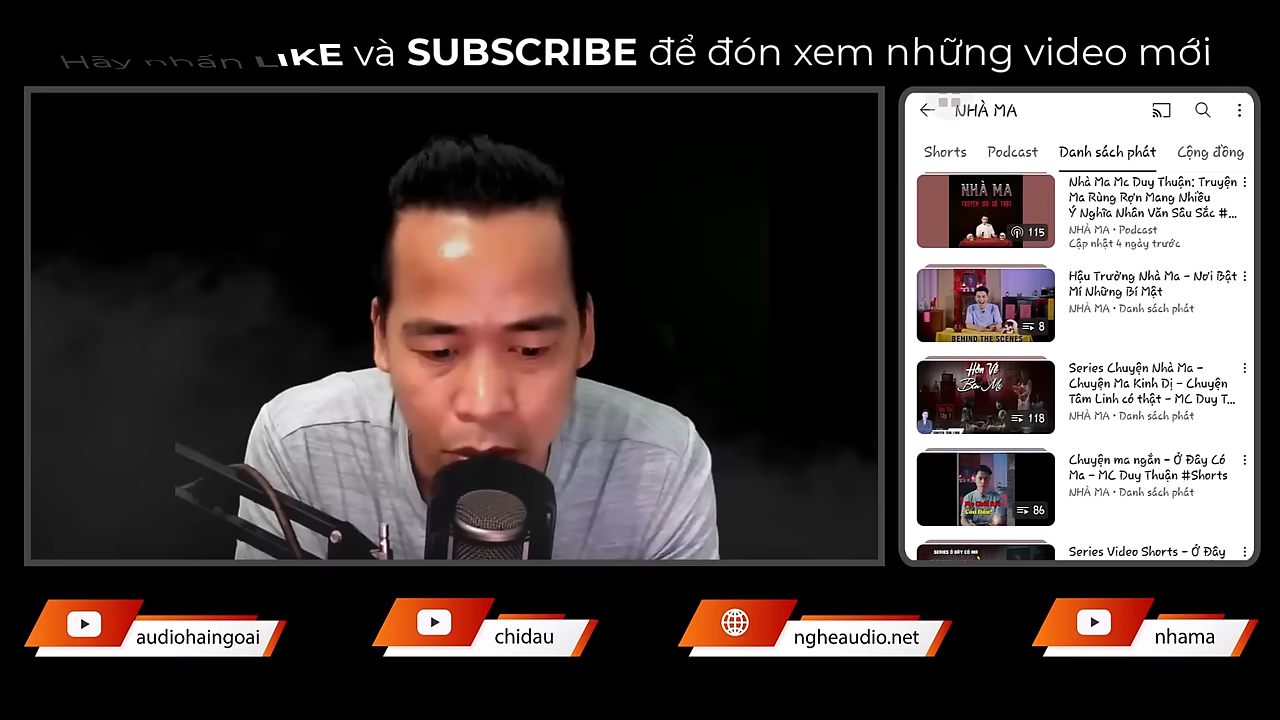 Hãy nhấn LIKE và SUBSCRIBE để đón xem những video mới
NHÀ MA
Shorts Podcast Danh sách phát Cộng đồng
NHÀ MA
115
Nhà Ma Mc Duy Thuận: Truyện
Ma Rùng Rợn Mang Nhiều
Ý Nghĩa Nhân Văn Sâu Sắc #...
NHÀ MA • Podcast
Cập nhật 4 ngày trước
BEHIND THE SCENES
8
Hậu Trường Nhà Ma - Nơi Bật
Mí Những Bí Mật
NHÀ MA • Danh sách phát
118
Series Chuyện Nhà Ma -
Chuyện Ma Kinh Dị - Chuyện
Tâm Linh có thật - MC Duy T...
NHÀ MA • Danh sách phát
86
Chuyện ma ngắn - Ở Đây Có
Ma - MC Duy Thuận #Shorts
NHÀ MA • Danh sách phát
SERIES Ở ĐÂY CÓ MA
Series Video Shorts - Ở Đây
audiohaingoai
chidau
ngheaudio.net
nhama